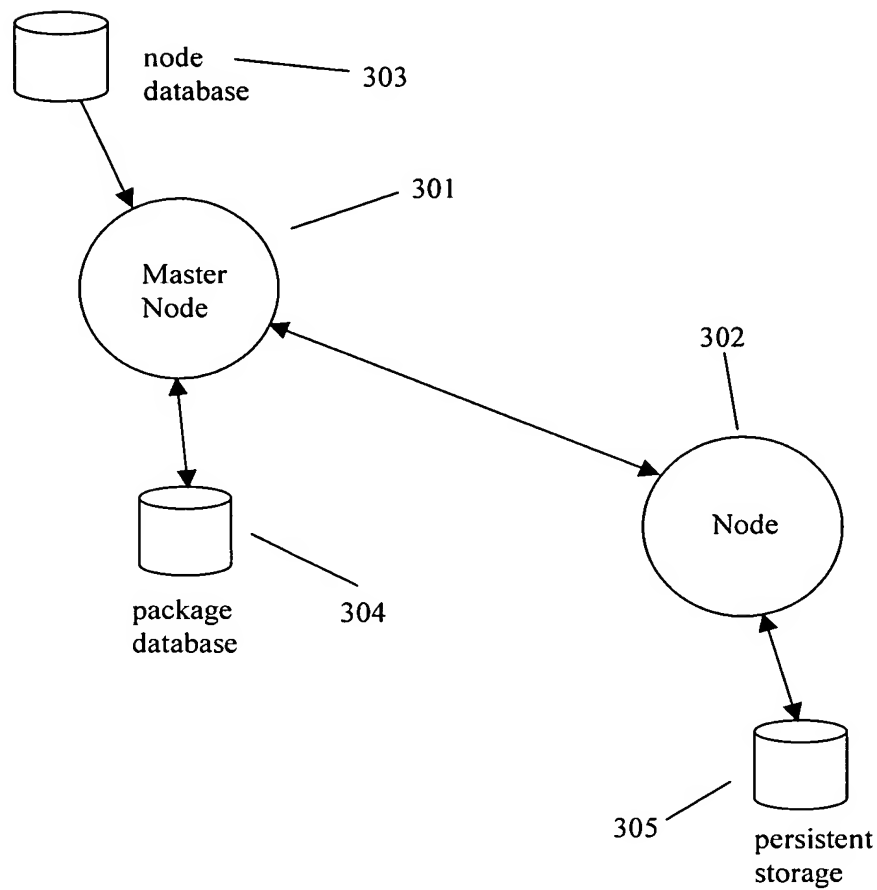 node
database
303
301
Master
Node
302
Node
304
package
database
305
persistent
storage